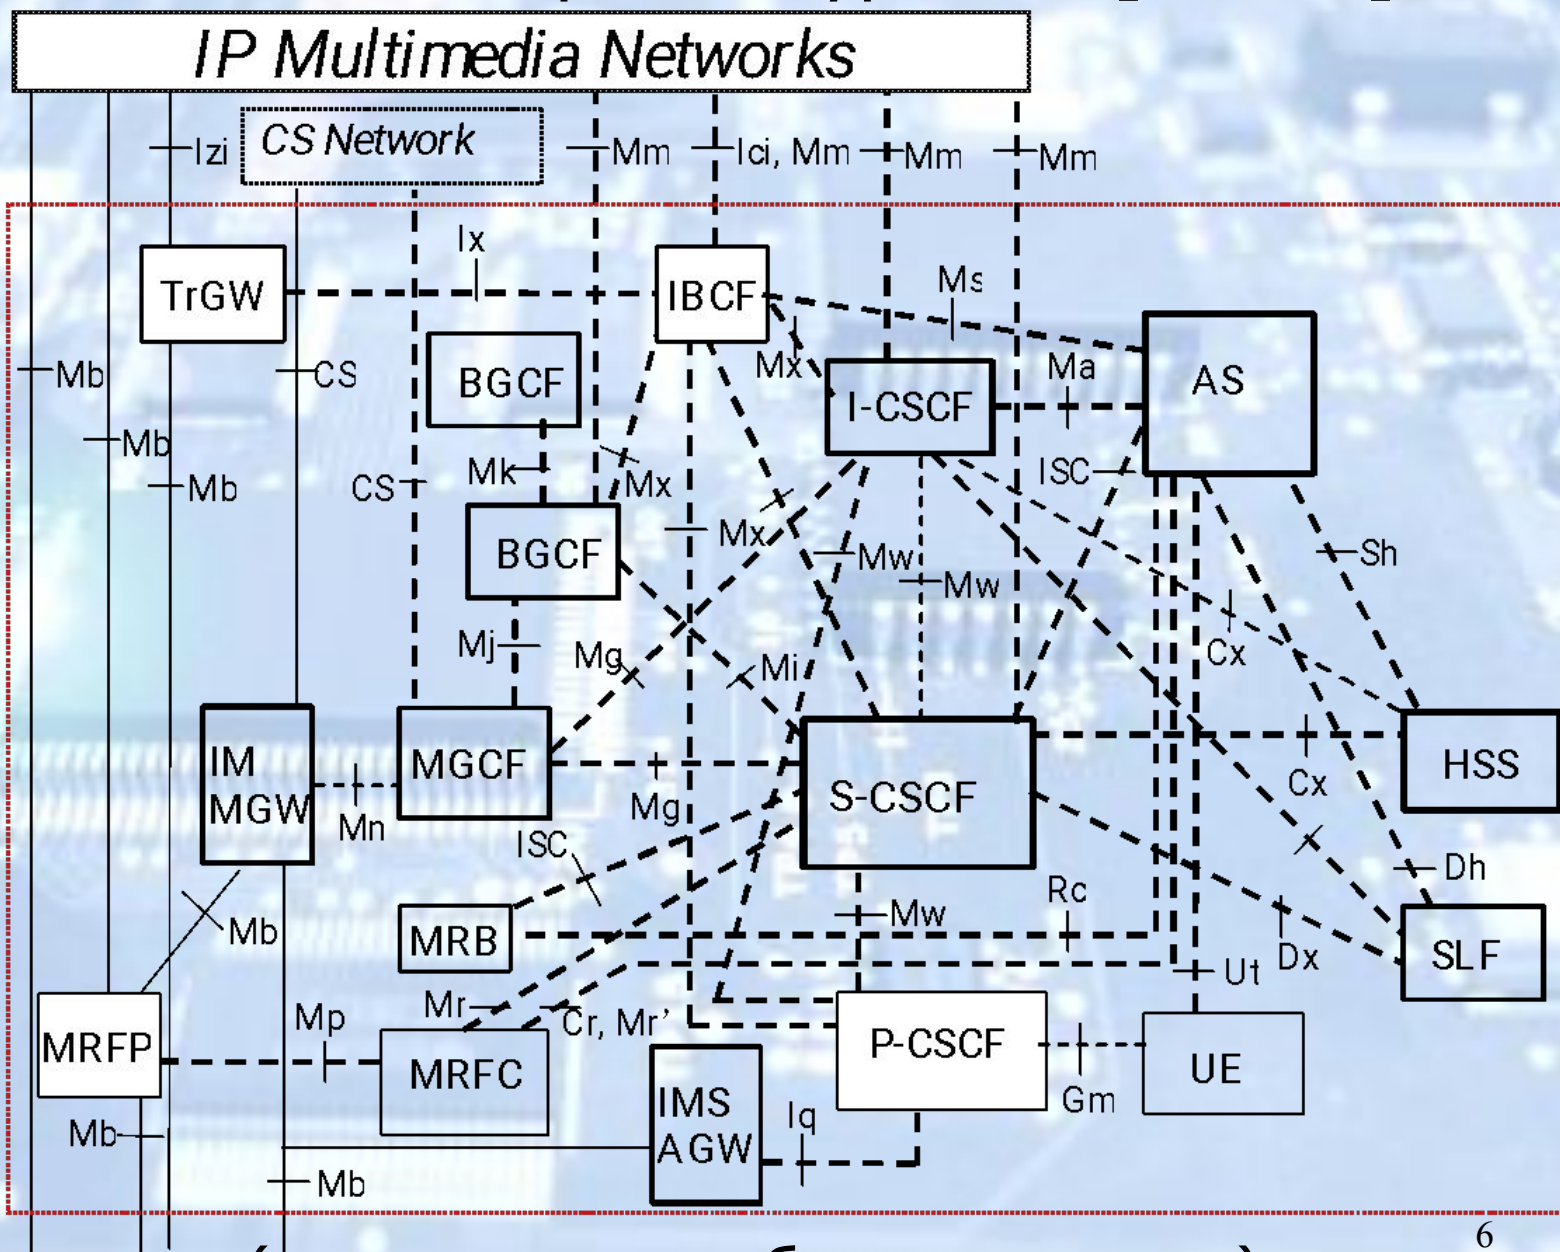 IP Multimedia Networks
CS Network
Izi
Mm
Ici, Mm
Mm
Mm
Ix
TrGW
IBCF
Ms
Mb
CS
BGCF
Mx
I-CSCF
Ma
AS
Mb
Mb
CS
Mk
Mx
ISC
BGCF
Mx
Mw
Mw
Sh
Mj
Mg
Mi
Cx
IM
MGW
MGCF
Mn
Mg
S-CSCF
Cx
HSS
ISC
Dh
Mb
MRB
Mw
Rc
Dx
SLF
Ut
Mr
Cr, Mr’
MRFP
Mp
MRFC
P-CSCF
Gm
UE
IMS
AGW
Iq
Mb
Mb
6